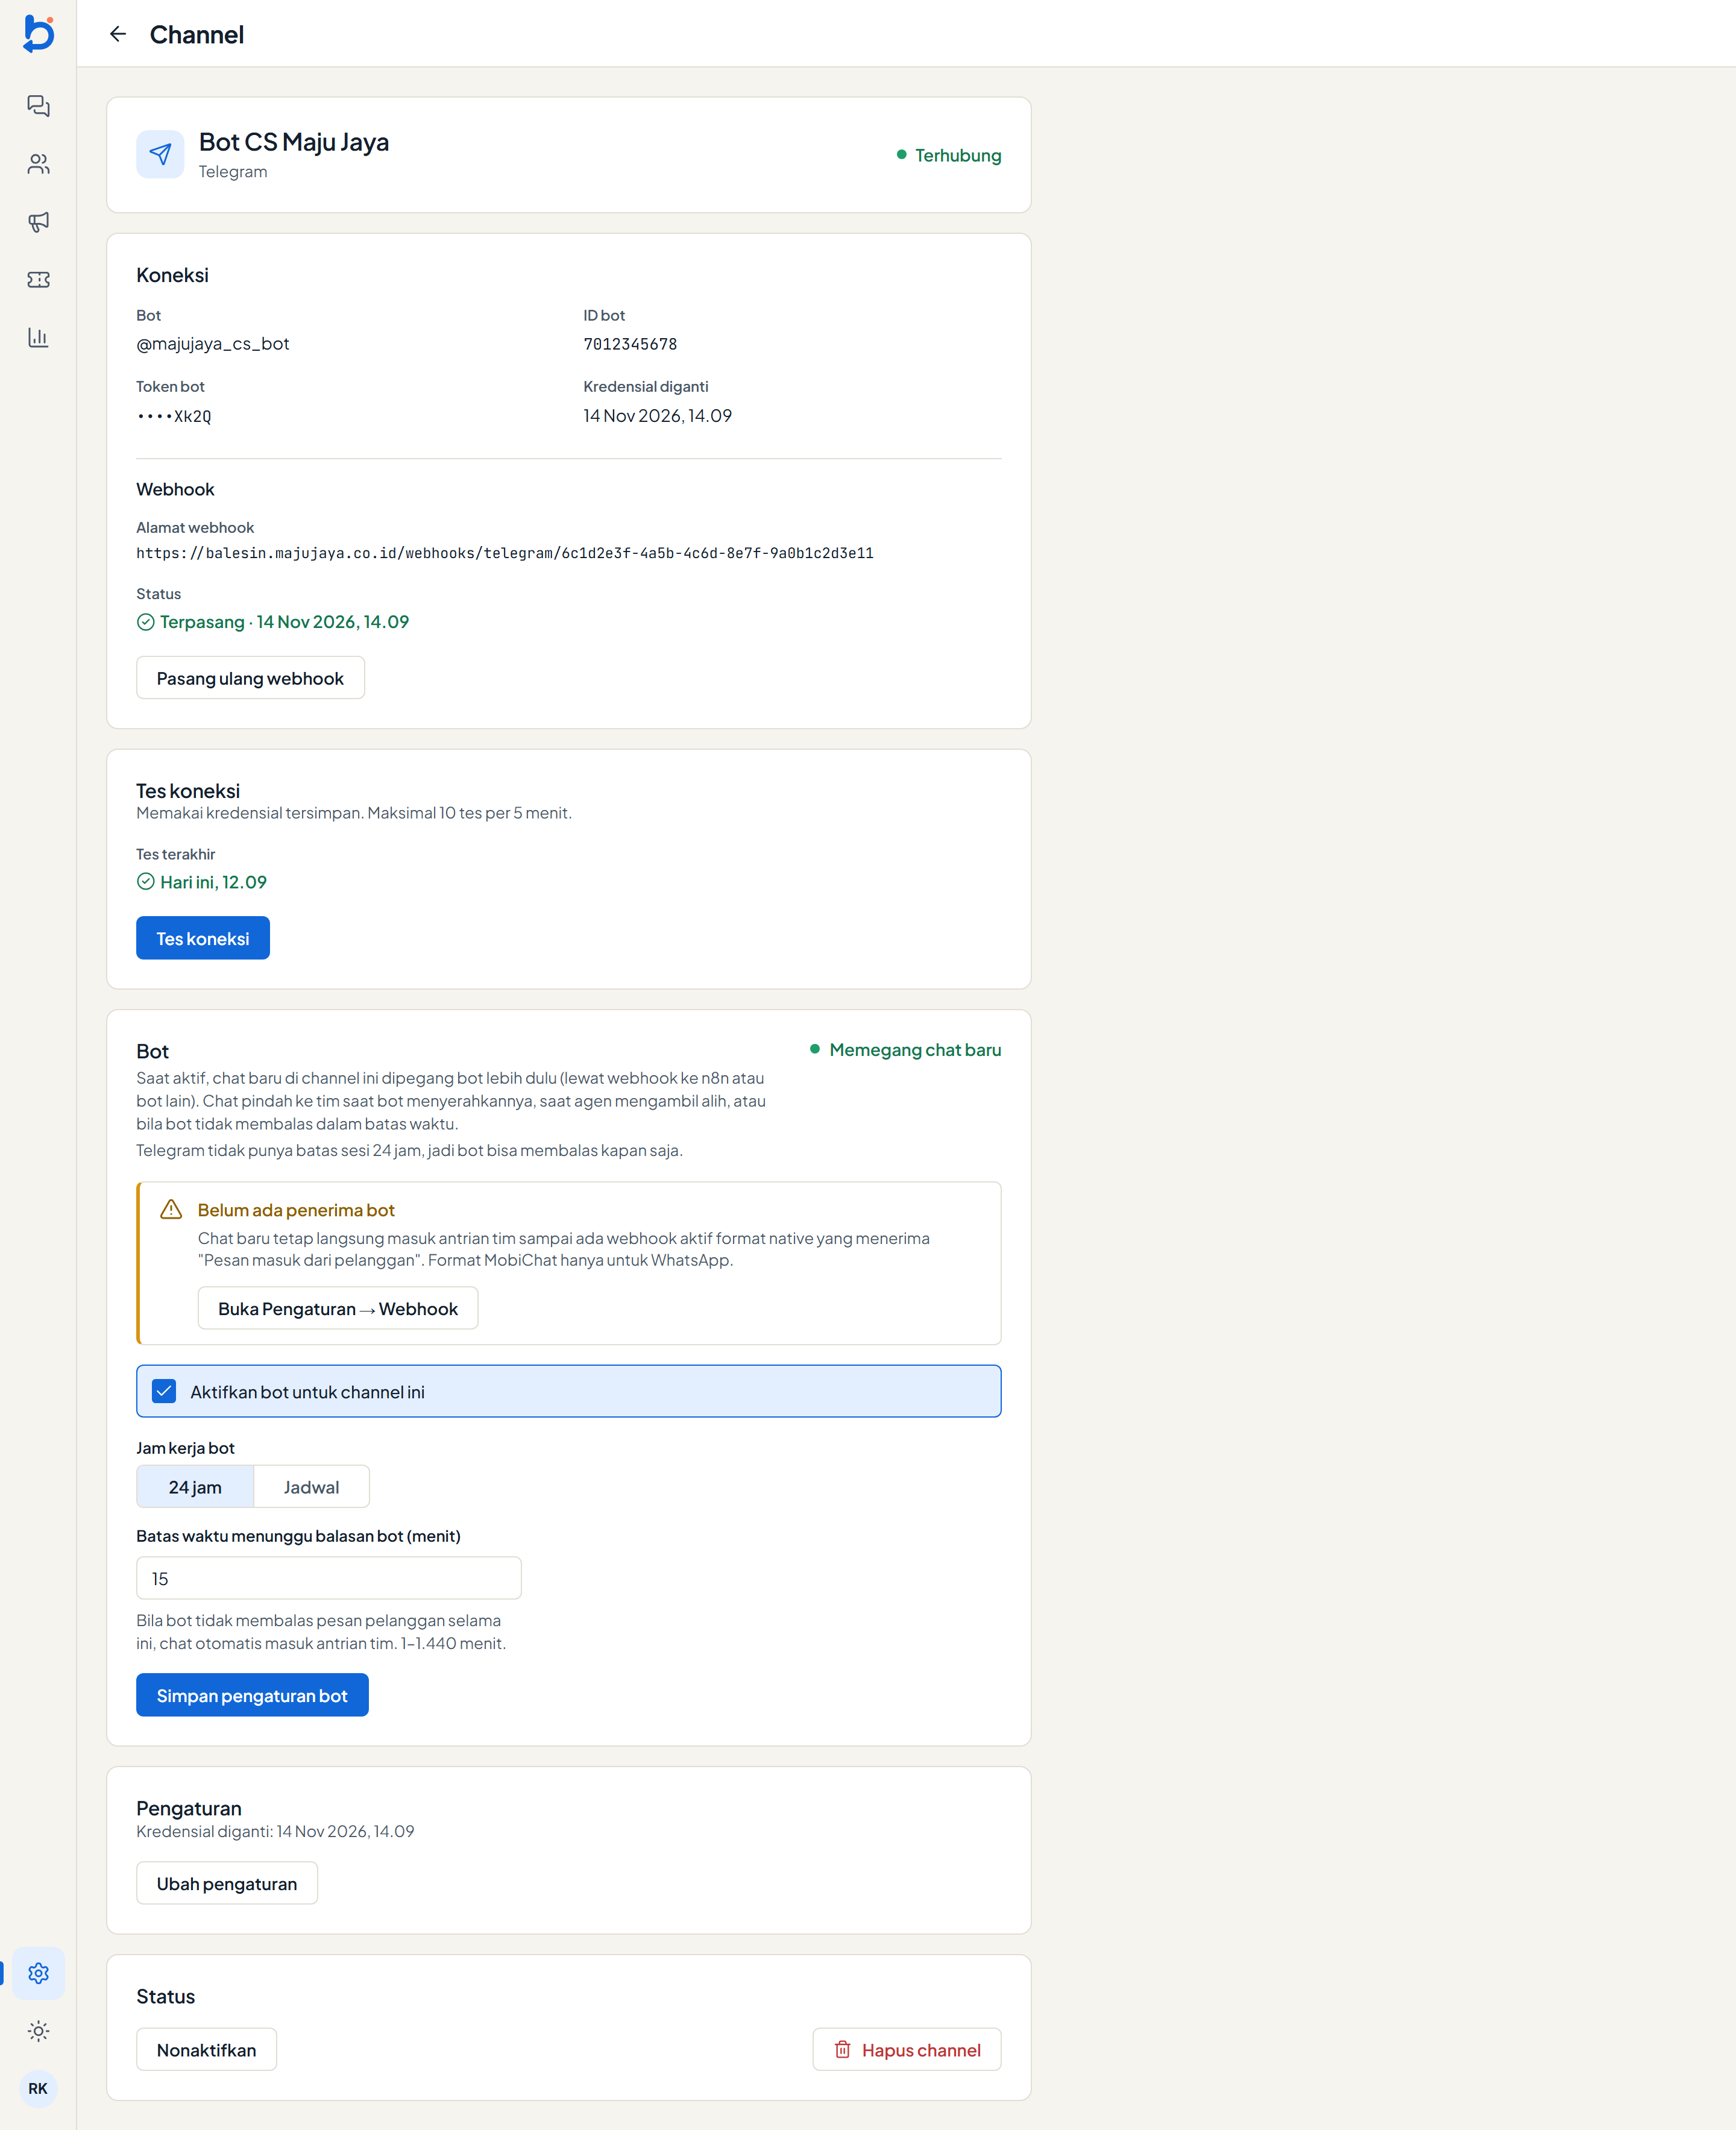 Channel
Bot CS Maju Jaya
Telegram
Terhubung
Koneksi
Bot
@majujaya_cs_bot
ID bot
7012345678
Token bot
••••Xk2Q
Kredensial diganti
14 Nov 2026, 14.09
Webhook
Alamat webhook
https://balesin.majujaya.co.id/webhooks/telegram/6c1d2e3f-4a5b-4c6d-8e7f-9a0b1c2d3e11
Status
Terpasang · 14 Nov 2026, 14.09
Pasang ulang webhook
Tes koneksi
Memakai kredensial tersimpan. Maksimal 10 tes per 5 menit.
Tes terakhir
Hari ini, 12.09
Tes koneksi
Bot
Memegang chat baru
Saat aktif, chat baru di channel ini dipegang bot lebih dulu (lewat webhook ke n8n atau
bot lain). Chat pindah ke tim saat bot menyerahkannya, saat agen mengambil alih, atau
bila bot tidak membalas dalam batas waktu.
Telegram tidak punya batas sesi 24 jam, jadi bot bisa membalas kapan saja.
Belum ada penerima bot
Chat baru tetap langsung masuk antrian tim sampai ada webhook aktif format native yang menerima
"Pesan masuk dari pelanggan". Format MobiChat hanya untuk WhatsApp.
Buka Pengaturan → Webhook
Aktifkan bot untuk channel ini
Jam kerja bot
24 jam
Jadwal
Batas waktu menunggu balasan bot (menit)
15
Bila bot tidak membalas pesan pelanggan selama
ini, chat otomatis masuk antrian tim. 1–1.440 menit.
Simpan pengaturan bot
Pengaturan
Kredensial diganti: 14 Nov 2026, 14.09
Ubah pengaturan
Status
Nonaktifkan
Hapus channel
RK